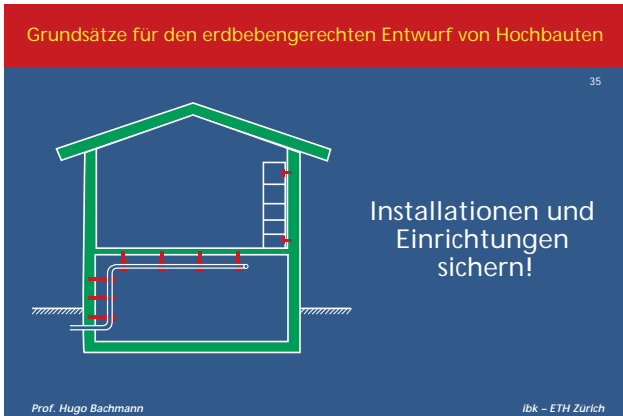 Grundsätze für den erdbebengerechten Entwurf von Hochbauten
35
Installationen und
Einrichtungen
sichern!
Prof. Hugo Bachmann
ibk – ETH Zürich